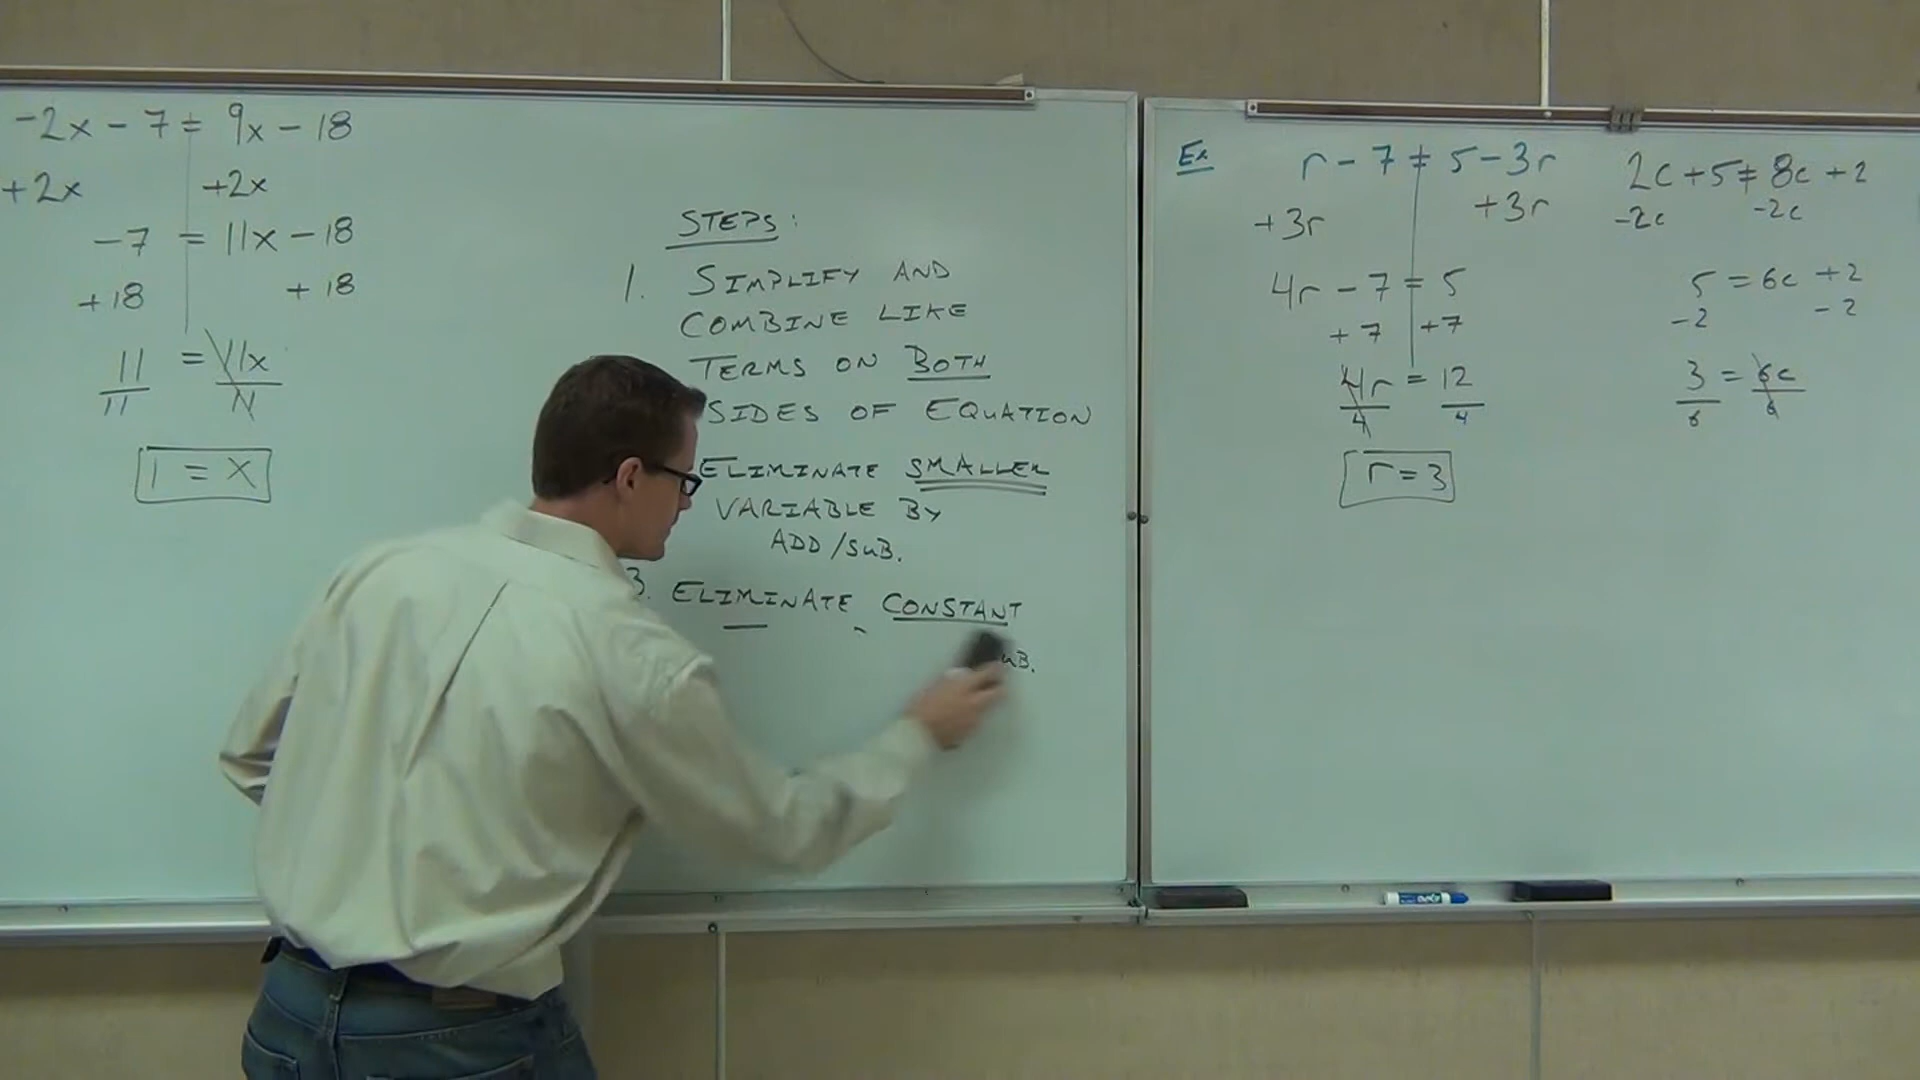 -2x - 7 = 9x - 18
+2x +2x
-7 = 11x - 18
+18 + 18
11 = 11x
11 11
1 = x
STEPS:
1. SIMPLIFY AND
COMBINE LIKE
TERMS ON BOTH
SIDES OF EQUATION
ELIMINATE SMALLER
VARIABLE BY
ADD/SUB.
3. ELIMINATE CONSTANT
UB.
Ex r - 7 = 5 - 3r
+3r +3r
4r - 7 = 5
+ 7 +7
4r = 12
4 4
r = 3
2c + 5 = 8c + 2
-2c -2c
5 = 6c + 2
-2 - 2
3 = 6c
6 6